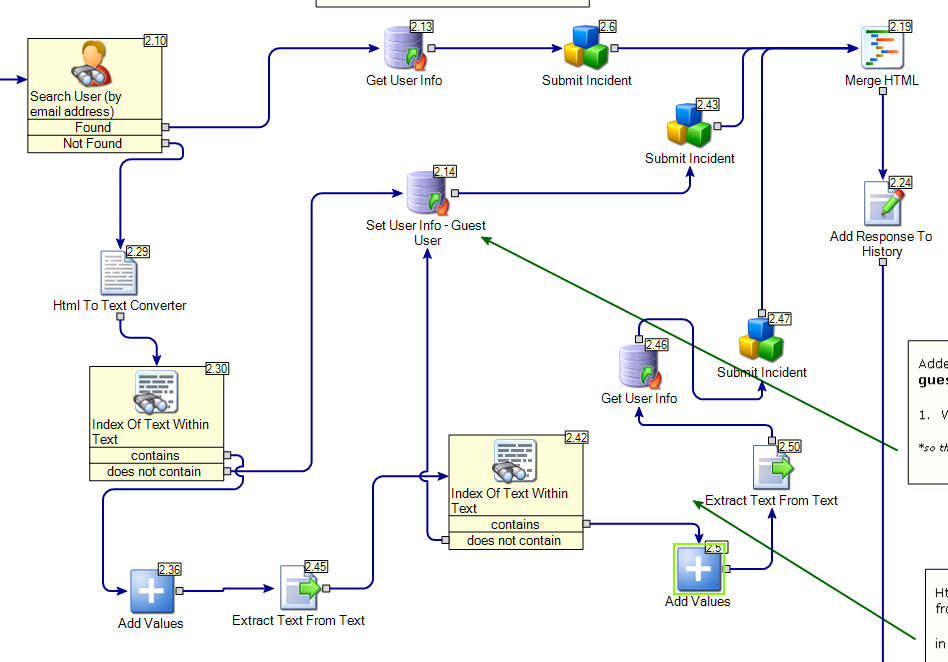 2.10
Search User (by
email address)
Found
Not Found
2.13
Get User Info
2.6
Submit Incident
2.19
Merge HTML
2.43
Submit Incident
2.14
Set User Info - Guest
User
2.24
Add Response To
History
2.29
Html To Text Converter
2.30
Index Of Text Within
Text
contains
does not contain
2.46
Get User Info
2.47
Submit Incident
2.42
Index Of Text Within
Text
contains
does not contain
2.50
Extract Text From Text
2.36
Add Values
2.45
Extract Text From Text
2.5
Add Values
Adde
gues
1.
*so th
Ht
fro
in